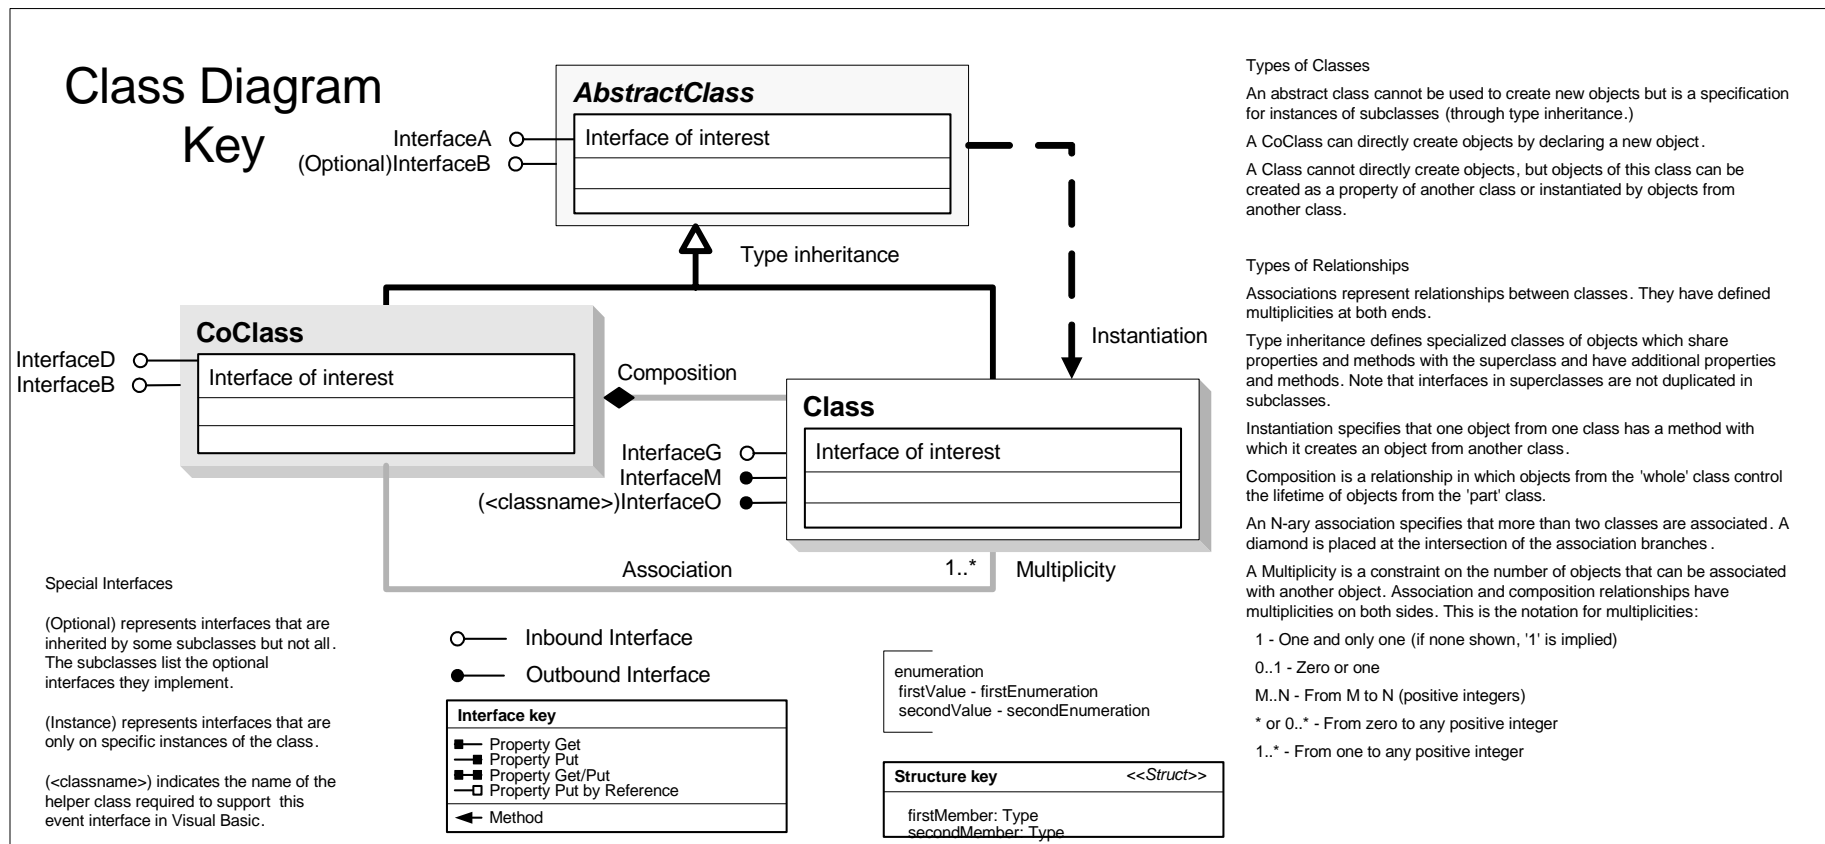 Class Diagram
Key
AbstractClass
Interface of interest
InterfaceA
(Optional)InterfaceB
Type inheritance
Instantiation
CoClass
Interface of interest
InterfaceD
InterfaceB
Composition
Class
Interface of interest
InterfaceG
InterfaceM
(<classname>)InterfaceO
Association
1..*
Multiplicity
Special Interfaces
(Optional) represents interfaces that are
inherited by some subclasses but not all.
The subclasses list the optional
interfaces they implement.
(Instance) represents interfaces that are
only on specific instances of the class.
(<classname>) indicates the name of the
helper class required to support this
event interface in Visual Basic.
Inbound Interface
Outbound Interface
Interface key
Property Get
Property Put
Property Get/Put
Property Put by Reference
Method
enumeration
firstValue - firstEnumeration
secondValue - secondEnumeration
Structure key <<Struct>>
firstMember: Type
secondMember: Type
Types of Classes
An abstract class cannot be used to create new objects but is a specification
for instances of subclasses (through type inheritance.)
A CoClass can directly create objects by declaring a new object.
A Class cannot directly create objects, but objects of this class can be
created as a property of another class or instantiated by objects from
another class.
Types of Relationships
Associations represent relationships between classes. They have defined
multiplicities at both ends.
Type inheritance defines specialized classes of objects which share
properties and methods with the superclass and have additional properties
and methods. Note that interfaces in superclasses are not duplicated in
subclasses.
Instantiation specifies that one object from one class has a method with
which it creates an object from another class.
Composition is a relationship in which objects from the 'whole' class control
the lifetime of objects from the 'part' class.
An N-ary association specifies that more than two classes are associated. A
diamond is placed at the intersection of the association branches.
A Multiplicity is a constraint on the number of objects that can be associated
with another object. Association and composition relationships have
multiplicities on both sides. This is the notation for multiplicities:
1 - One and only one (if none shown, '1' is implied)
0..1 - Zero or one
M..N - From M to N (positive integers)
* or 0..* - From zero to any positive integer
1..* - From one to any positive integer